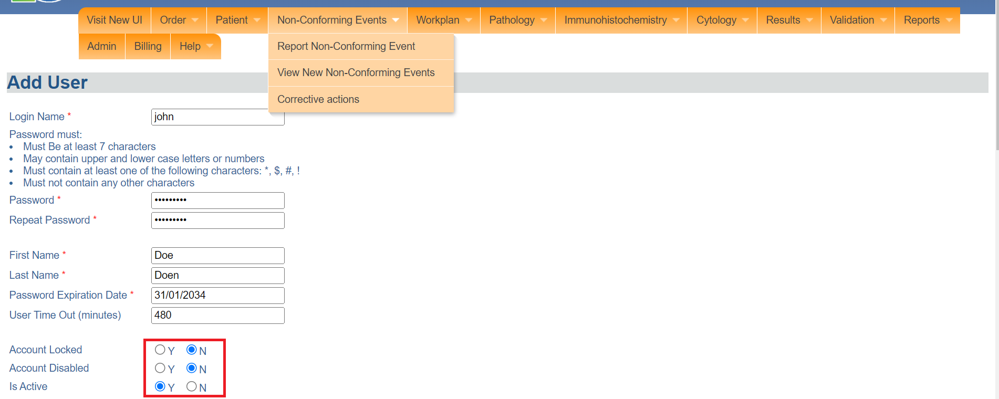 Visit New UI Order Patient Non-Conforming Events Workplan Pathology Immunohistochemistry Cytology Results Validation Reports
Admin Billing Help
Report Non-Conforming Event
View New Non-Conforming Events
Corrective actions
Add User
Login Name * john
Password must:
• Must Be at least 7 characters
• May contain upper and lower case letters or numbers
• Must contain at least one of the following characters: *, $, #, !
• Must not contain any other characters
Password * •••••••••
Repeat Password * •••••••••
First Name * Doe
Last Name * Doen
Password Expiration Date * 31/01/2034
User Time Out (minutes) 480
Account Locked Y N
Account Disabled Y N
Is Active Y N